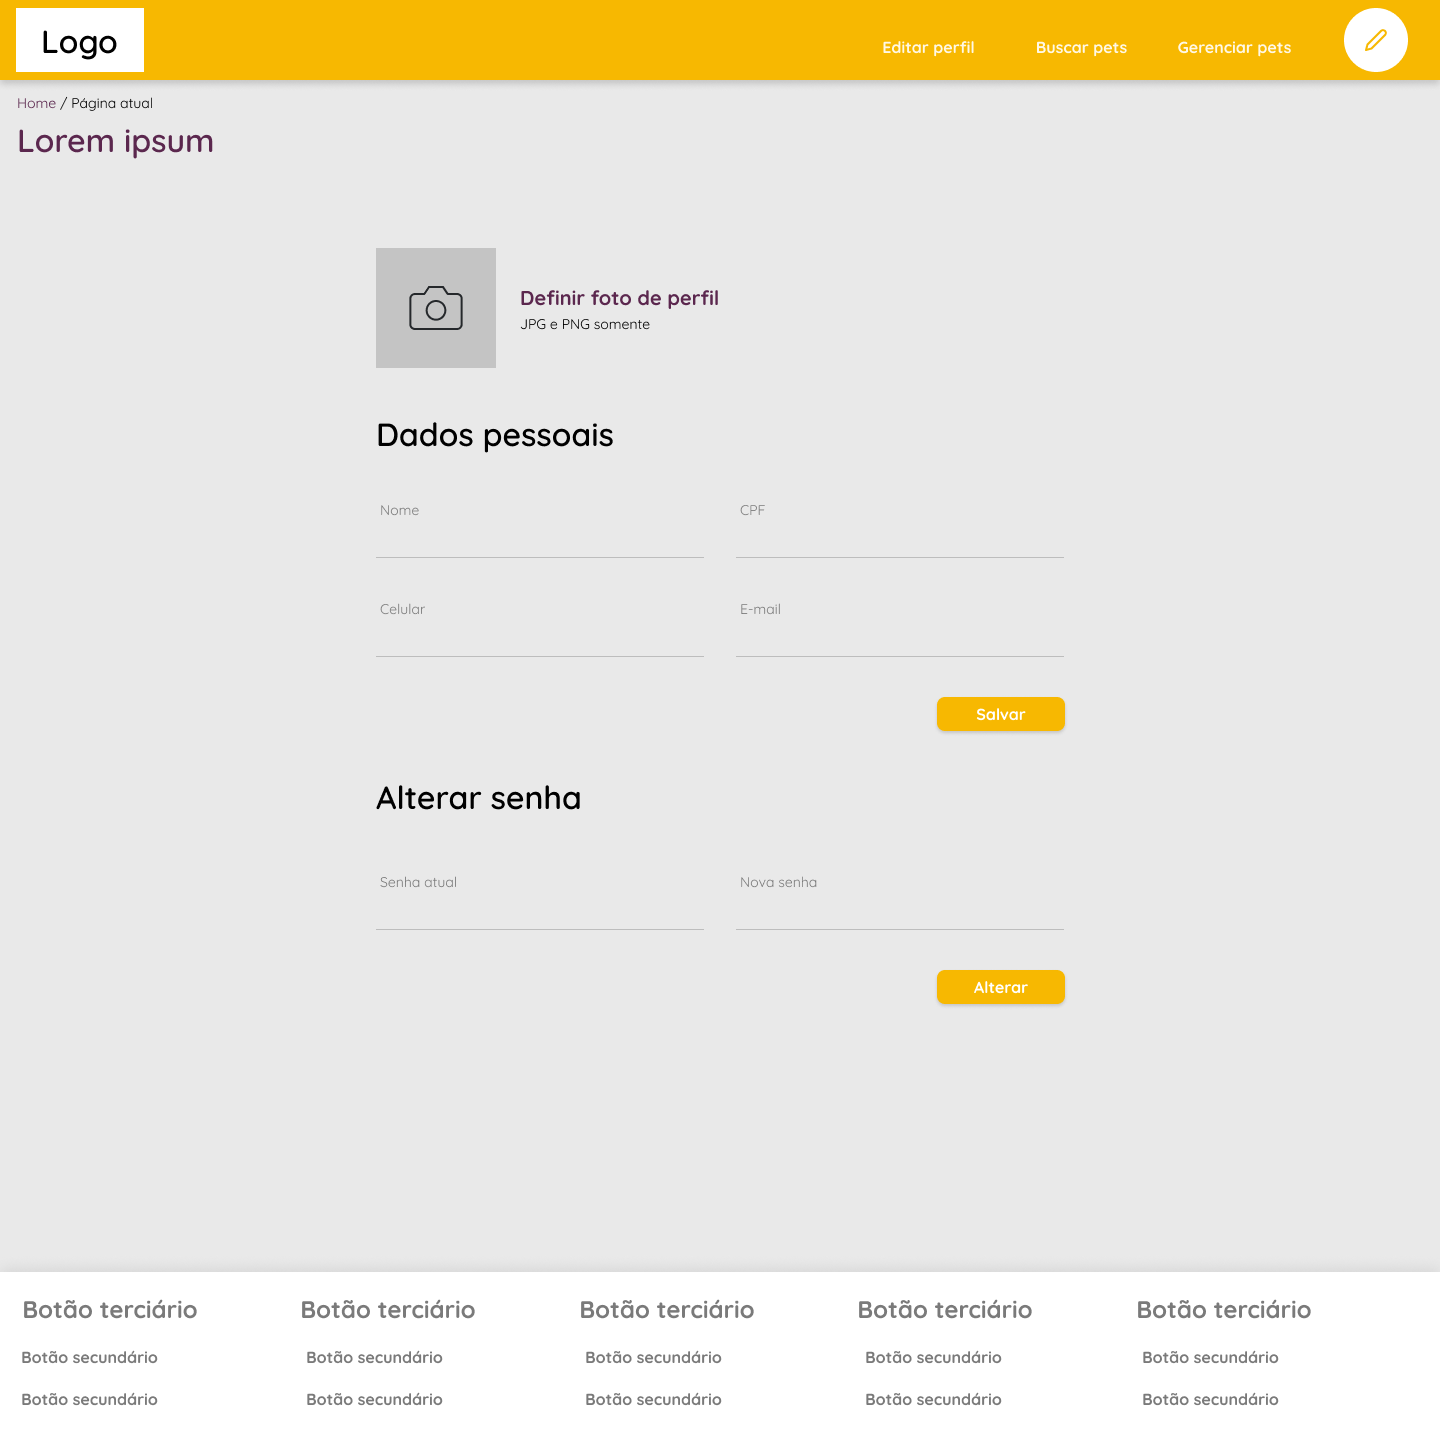 Logo
Editar perfil Buscar pets Gerenciar pets
Home / Página atual
Lorem ipsum
Definir foto de perfil
JPG e PNG somente
Dados pessoais
Nome CPF
Celular E-mail
Salvar
Alterar senha
Senha atual Nova senha
Alterar
Botão terciário Botão terciário Botão terciário Botão terciário Botão terciário
Botão secundário Botão secundário Botão secundário Botão secundário Botão secundário
Botão secundário Botão secundário Botão secundário Botão secundário Botão secundário